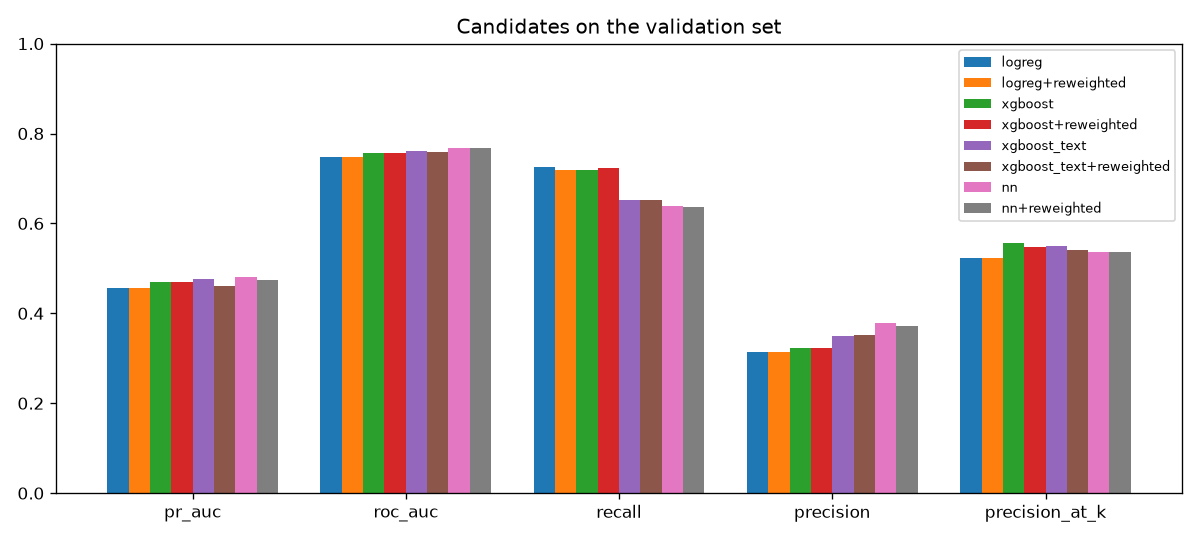 Candidates on the validation set
1.0
0.8
0.6
0.4
0.2
0.0
logreg
logreg+reweighted
xgboost
xgboost+reweighted
xgboost_text
xgboost_text+reweighted
nn
nn+reweighted
pr_auc
roc_auc
recall
precision
precision_at_k